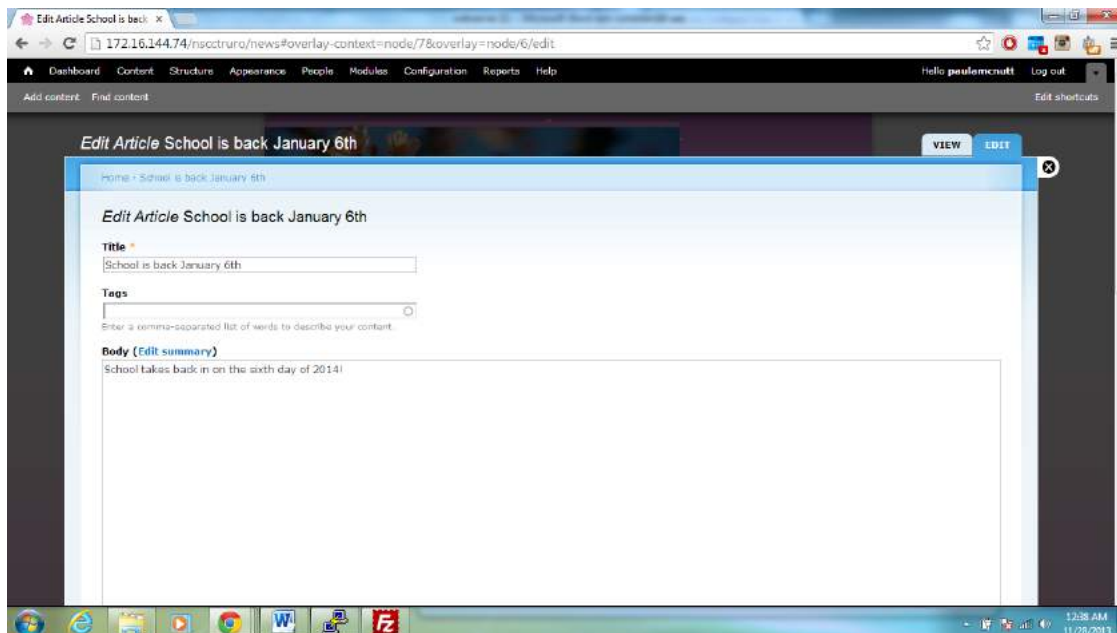 Edit Article School is back
172.16.144.74/nscctruro/news#overlay-context=node/7&overlay=node/6/edit
Dashboard Content Structure Appearance People Modules Configuration Reports Help Hello paulamcnutt Log out
Add content Find content Edit shortcuts
Edit Article School is back January 6th VIEW EDIT
Home » School is back January 6th
Edit Article School is back January 6th
Title *
School is back January 6th
Tags
Enter a comma-separated list of words to describe your content.
Body (Edit summary)
School takes back in on the sixth day of 2014!
12:38 AM
11/28/2013